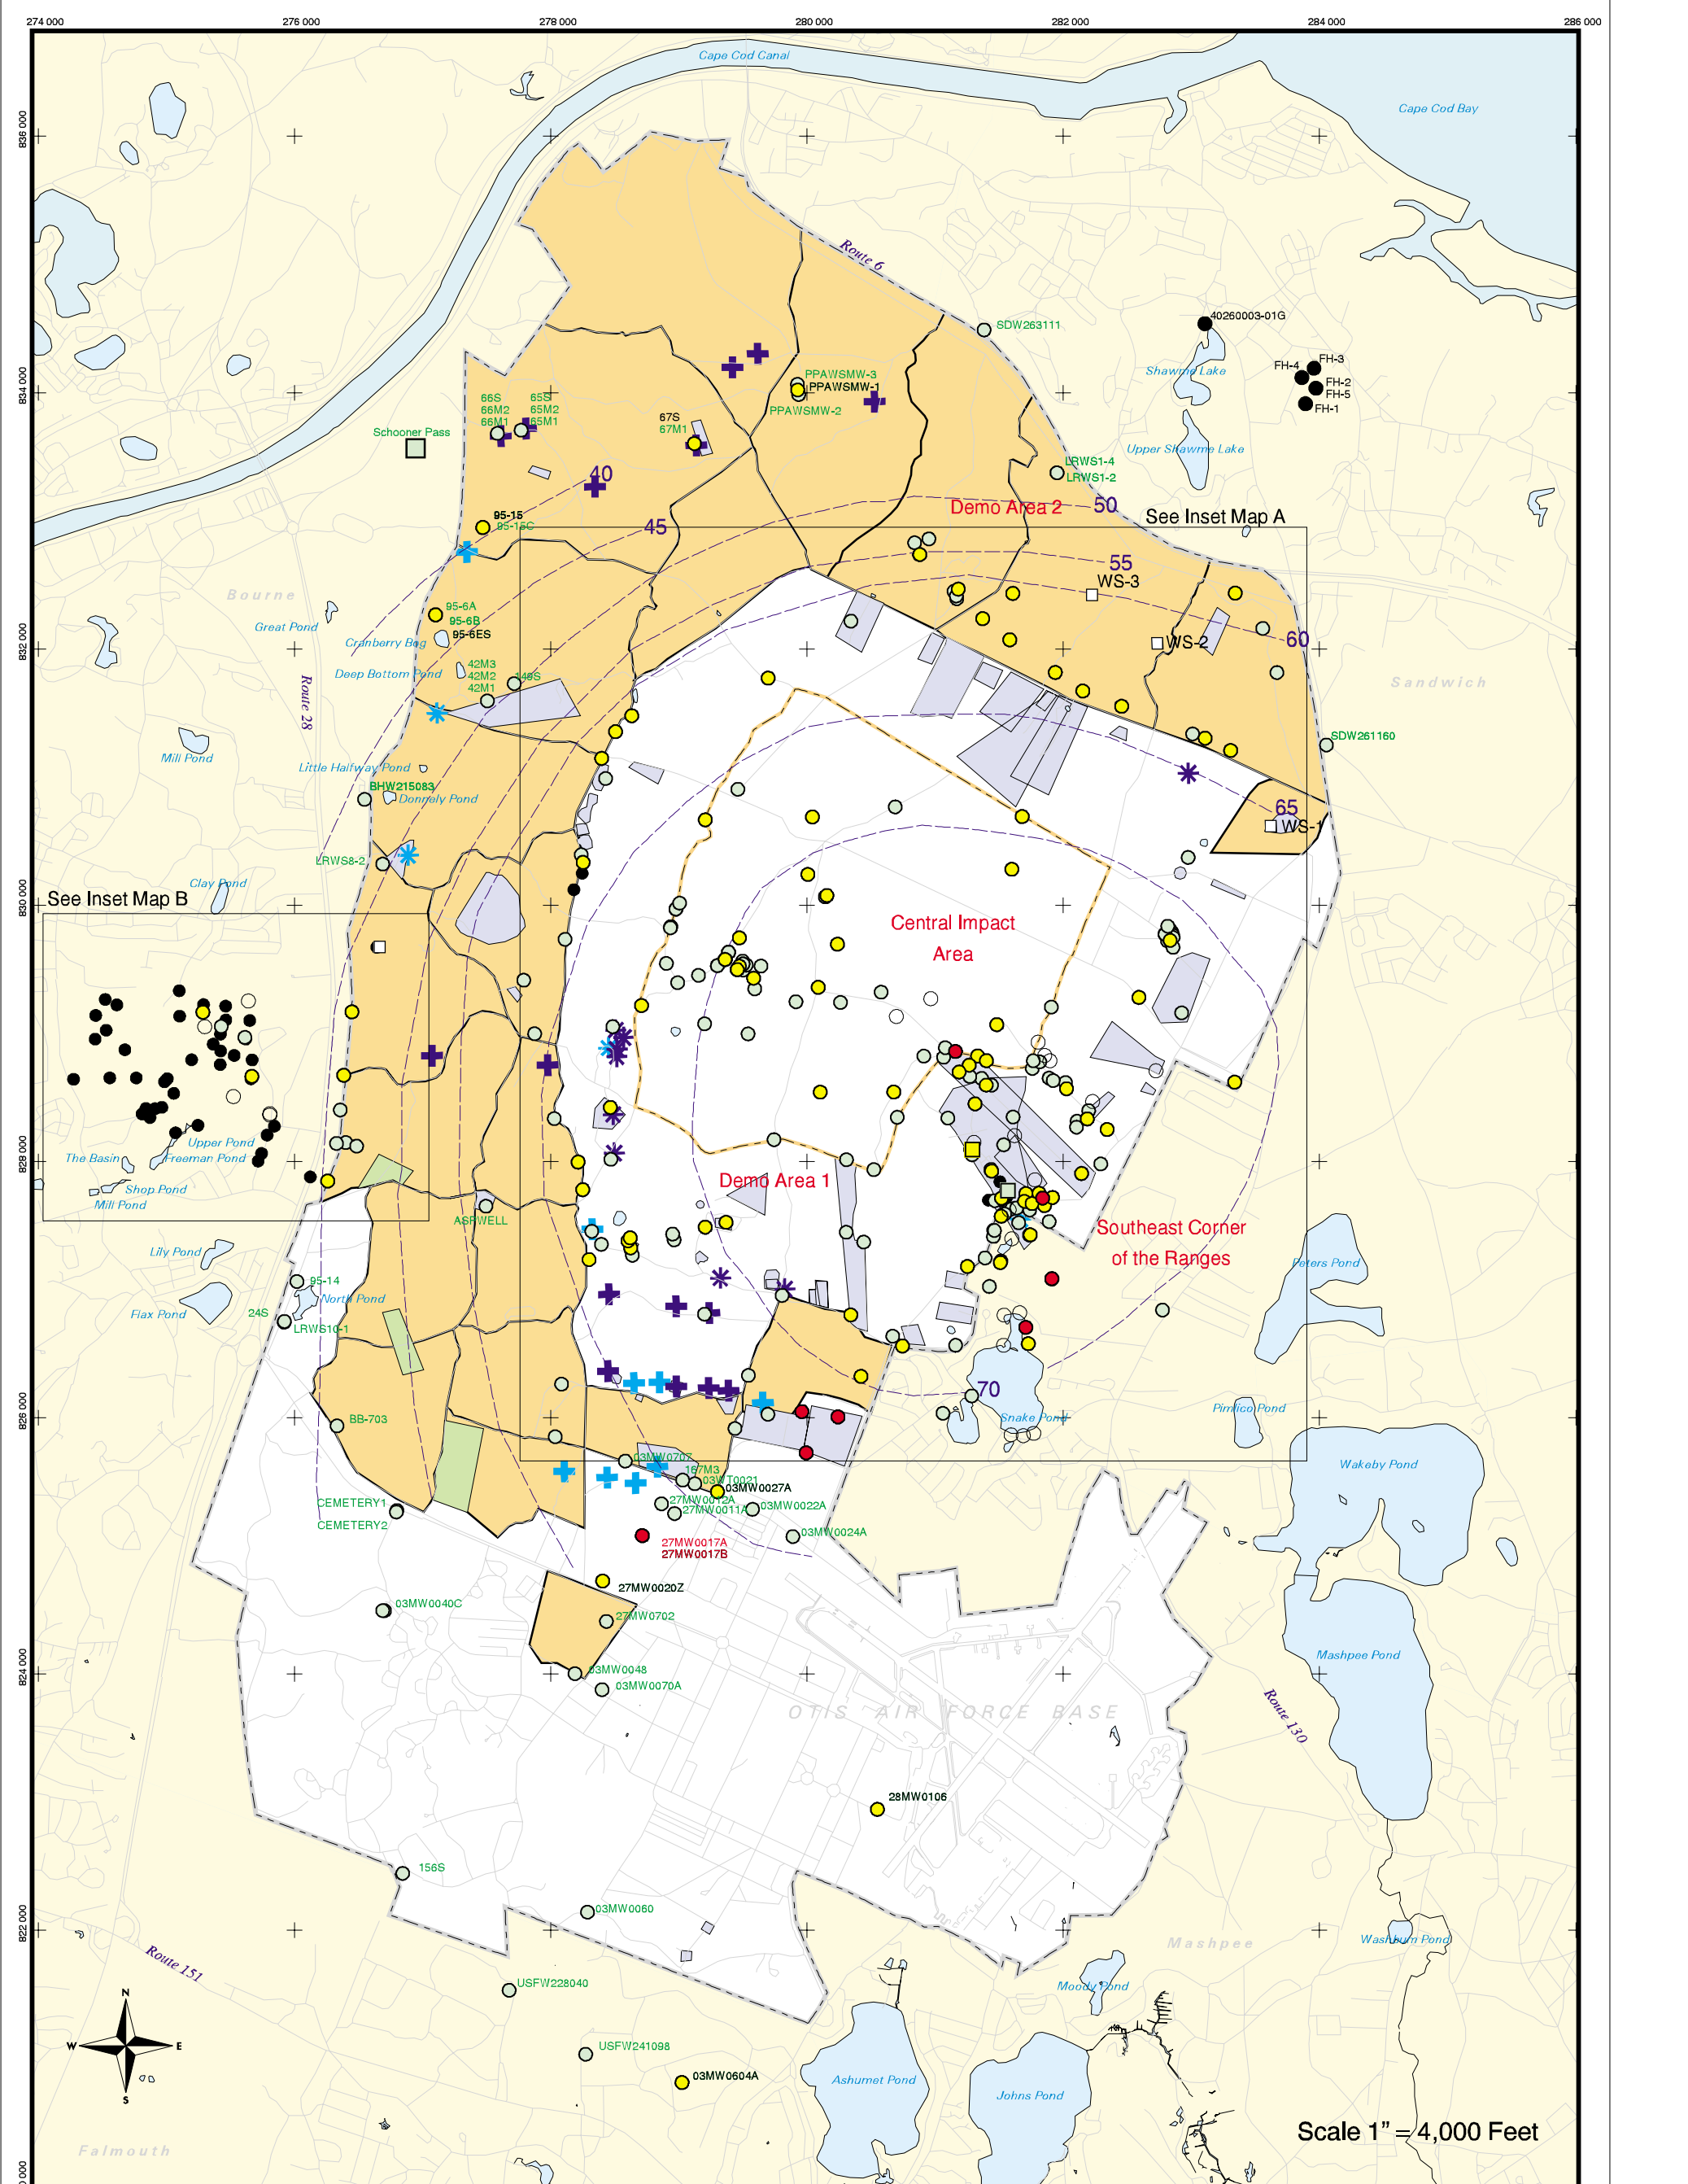 274 000
276 000
278 000
280 000
282 000
284 000
286 000
Cape Cod Canal
Cape Cod Bay
836 000
Route 6
40260003-01G
SDW263111
FH-3
FH-4
Shawme Lake
FH-2
FH-5
FH-1
834 000
PPAWSMW-3
PPAWSMW-1
PPAWSMW-2
66S
66M2
66M1
65S
65M2
65M1
67S
67M1
Schooner Pass
Upper Shawme Lake
LRWS1-4
LRWS1-2
40
45
50
Demo Area 2
See Inset Map A
95-15
95-15C
55
WS-3
Bourne
Great Pond
95-6A
95-6B
95-6ES
Cranberry Bog
832 000
WS-2
60
Deep Bottom Pond
42M3
42M2
42M1
149S
Sandwich
Route 28
SDW261160
Mill Pond
Little Halfway Pond
BHW215083
Donnaly Pond
65
WS-1
LRWS8-2
Clay Pond
See Inset Map B
830 000
Central Impact
Area
Upper Pond
The Basin
Freeman Pond
828 000
Shop Pond
Mill Pond
Demo Area 1
ASPWELL
Southeast Corner
of the Ranges
Lily Pond
Peters Pond
95-14
North Pond
Flax Pond
24S
LRWS10-1
70
826 000
BB-703
Snake Pond
Pimlico Pond
03MW0707
167M3
03WT0021
03MW0027A
Wakeby Pond
CEMETERY1
CEMETERY2
27MW0012A
27MW0011A
03MW0022A
03MW0024A
27MW0017A
27MW0017B
27MW0020Z
03MW0040C
27MW0702
Mashpee Pond
824 000
03MW0048
03MW0070A
OTIS AIR FORCE BASE
Route 130
28MW0106
156S
03MW0060
822 000
Mashpee
Washburn Pond
Route 151
USFW228040
Moody Pond
N
W
E
S
USFW241098
03MW0604A
Ashumet Pond
Johns Pond
Scale 1" = 4,000 Feet
Falmouth